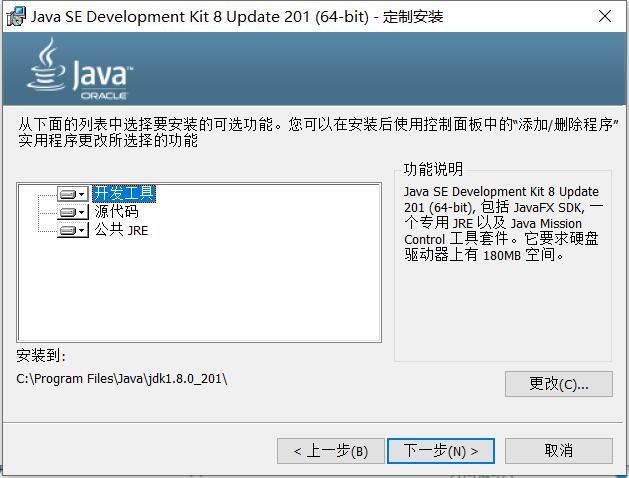 Java SE Development Kit 8 Update 201 (64-bit) - 定制安装
Java™
ORACLE
从下面的列表中选择要安装的可选功能。您可以在安装后使用控制面板中的“添加/删除程序”
实用程序更改所选择的功能
开发工具
源代码
公共 JRE
功能说明
Java SE Development Kit 8 Update
201 (64-bit), 包括 JavaFX SDK, 一
个专用 JRE 以及 Java Mission
Control 工具套件。它要求硬盘
驱动器上有 180MB 空间。
安装到:
C:\Program Files\Java\jdk1.8.0_201\
更改(C)...
< 上一步(B)
下一步(N) >
取消